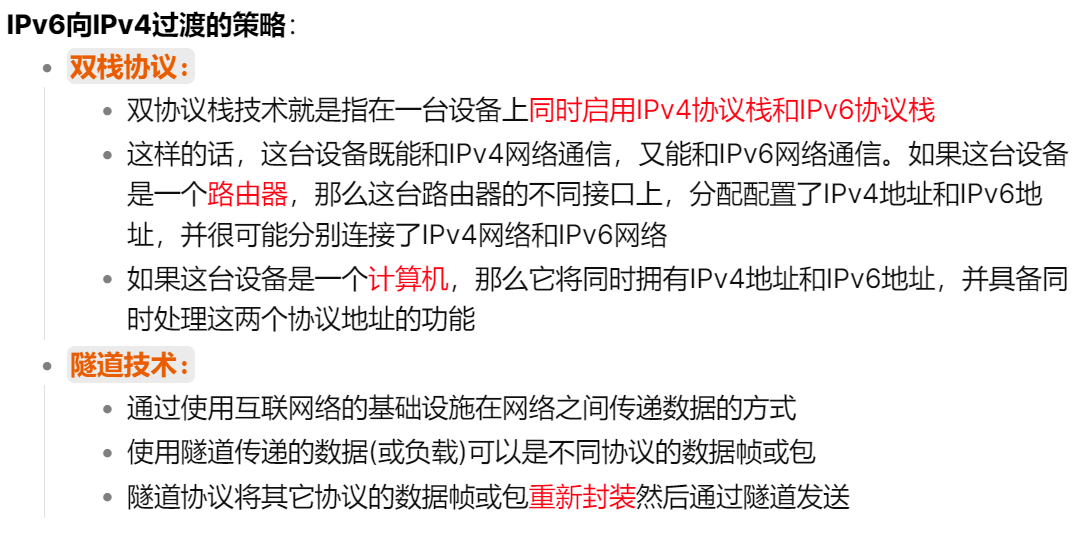 IPv6向IPv4过渡的策略：
双栈协议：
双协议栈技术就是指在一台设备上同时启用IPv4协议栈和IPv6协议栈
这样的话，这台设备既能和IPv4网络通信，又能和IPv6网络通信。如果这台设备
是一个路由器，那么这台路由器的不同接口上，分配配置了IPv4地址和IPv6地
址，并很可能分别连接了IPv4网络和IPv6网络
如果这台设备是一个计算机，那么它将同时拥有IPv4地址和IPv6地址，并具备同
时处理这两个协议地址的功能
隧道技术：
通过使用互联网络的基础设施在网络之间传递数据的方式
使用隧道传递的数据(或负载)可以是不同协议的数据帧或包
隧道协议将其它协议的数据帧或包重新封装然后通过隧道发送